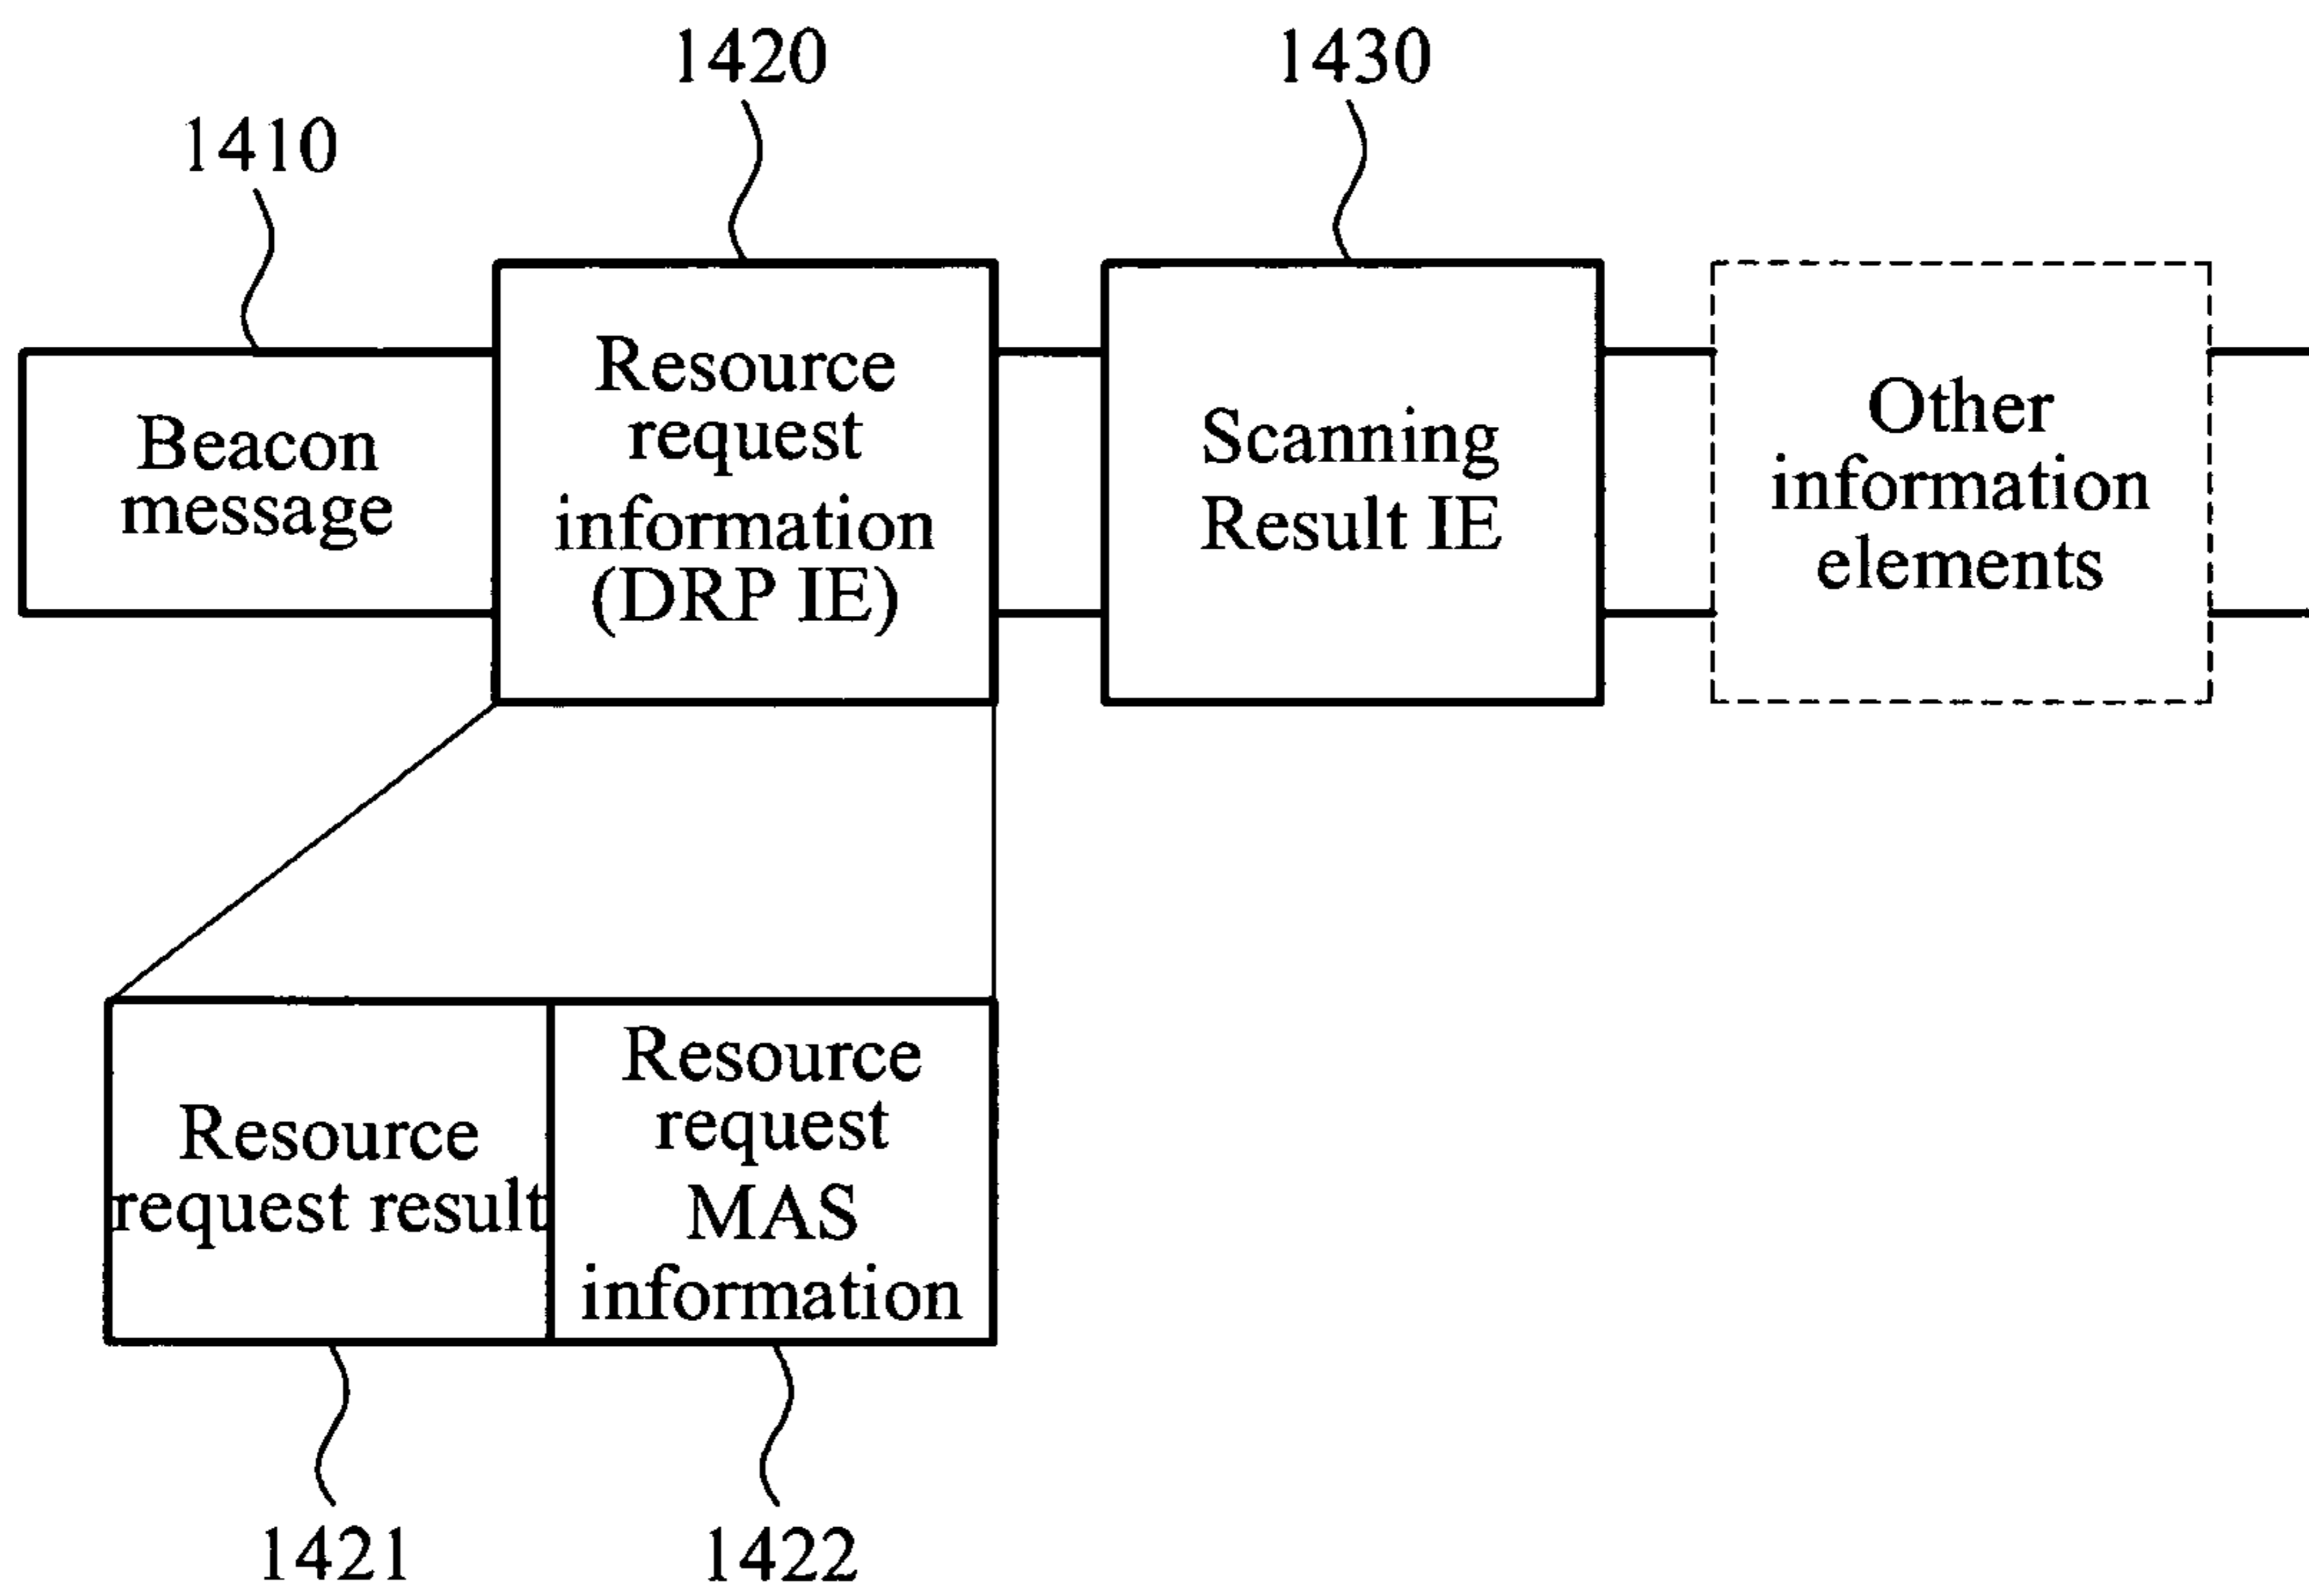 1420
1430
1410
Beacon
message
Resource
request
information
(DRP IE)
Scanning
Result IE
Other
information
elements
Resource
request result
Resource
request
MAS
information
1421
1422